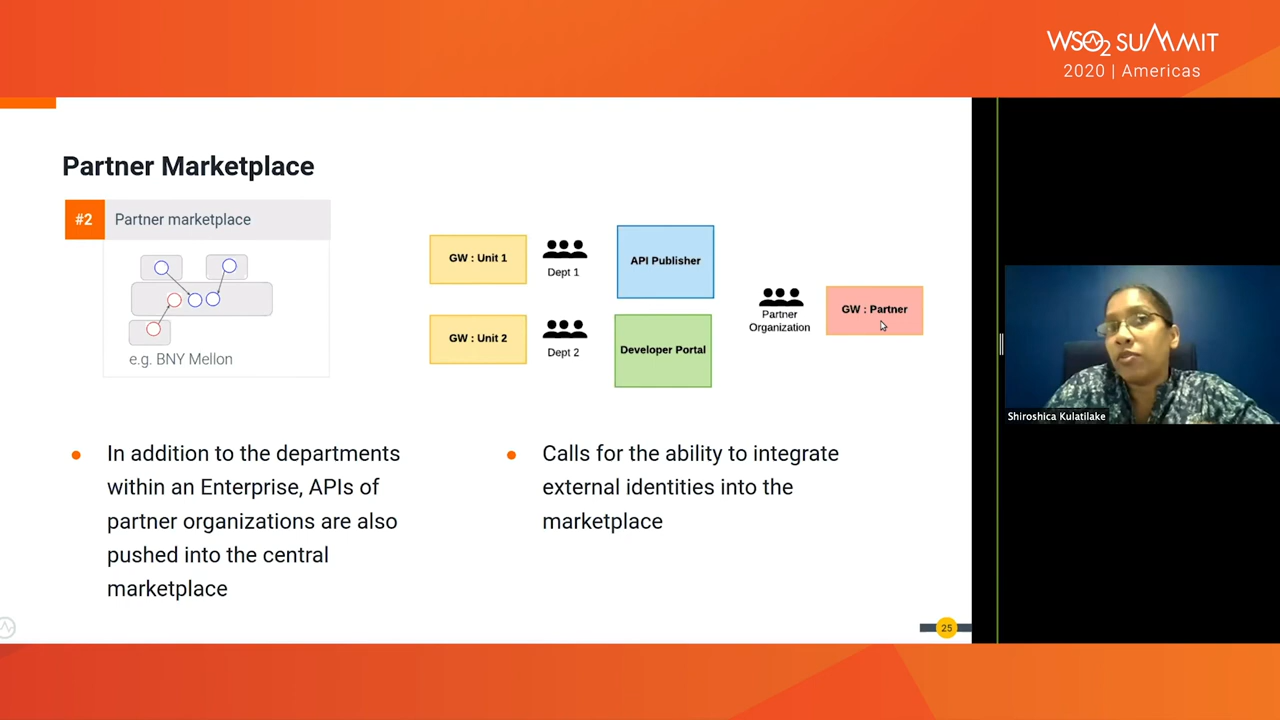 WSO2 SUMMIT
2020 | Americas
Partner Marketplace
#2
Partner marketplace
e.g. BNY Mellon
GW : Unit 1
Dept 1
API Publisher
GW : Unit 2
Dept 2
Developer Portal
Partner
Organization
GW : Partner
Shiroshica Kulatilake
• In addition to the departments
within an Enterprise, APIs of
partner organizations are also
pushed into the central
marketplace
• Calls for the ability to integrate
external identities into the
marketplace
25